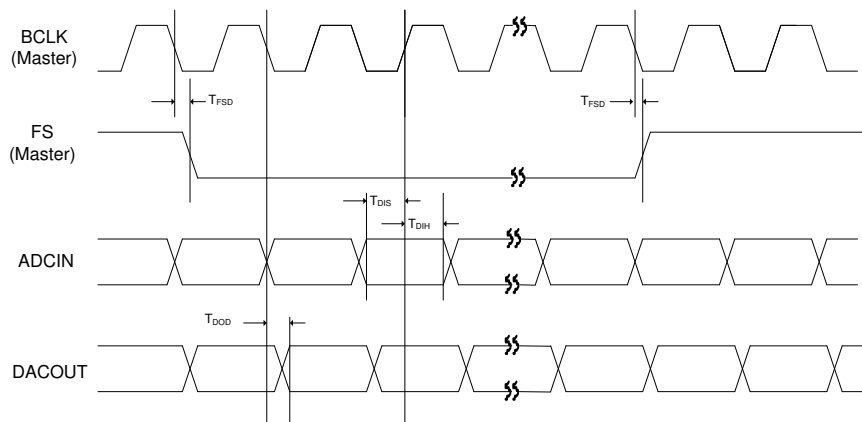 BCLK
(Master)
T_FSD
T_FSD
FS
(Master)
T_DIS
T_DIH
ADCIN
T_DOD
DACOUT